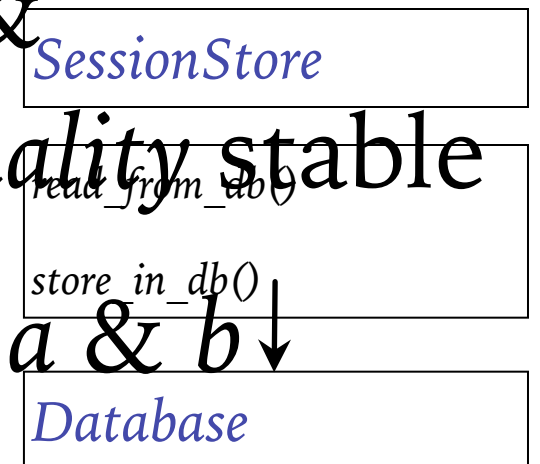 &
SessionStore
ality stable
read_from_db()
store_in_db()
a & b
Database